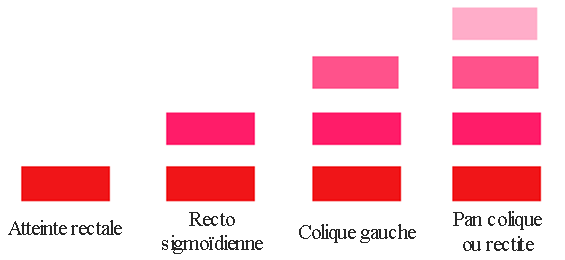 Atteinte rectale
Recto
sigmoïdienne
Colique gauche
Pan colique
ou rectite